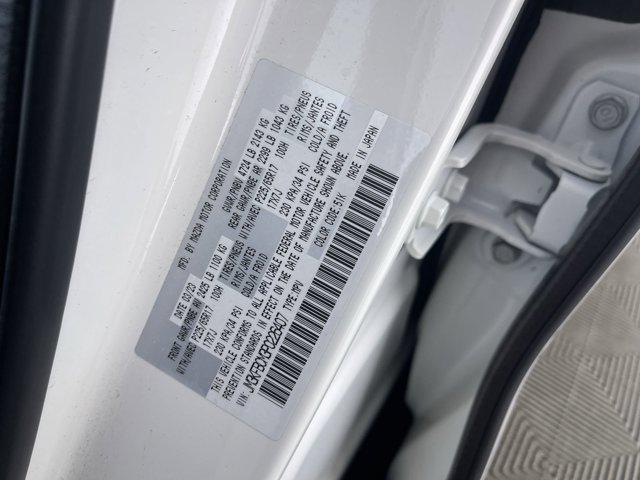 MFD. BY MAZDA MOTOR CORPORATION
DATE: 03/23 GVWR/PNBV 4724 LB 2143 KG
FRONT GAWR/PNBE AV 2425 LB 1100 KG REAR GAWR/PNBE AR 2299 LB 1043 KG
WITH/AVEC P225/65R17 100H TIRES/PNEUS WITH/AVEC P225/65R17 100H TIRES/PNEUS
17X7J RIMS/JANTES 17X7J RIMS/JANTES
230 KPA/34 PSI COLD/A FROID 230 KPA/34 PSI COLD/A FROID
THIS VEHICLE CONFORMS TO ALL APPLICABLE FEDERAL MOTOR VEHICLE SAFETY AND THEFT
PREVENTION STANDARDS IN EFFECT ON THE DATE OF MANUFACTURE SHOWN ABOVE.
VIN: TYPE:MPV COLOR CODE:51K MADE IN JAPAN